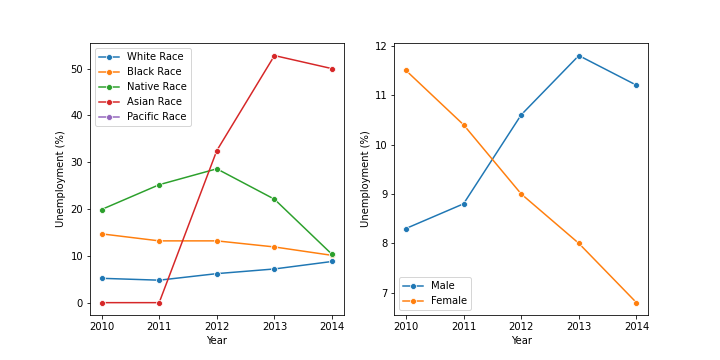 White Race
Black Race
Native Race
Asian Race
Pacific Race
50
40
30
20
10
0
Unemployment (%)
2010 2011 2012 2013 2014
Year
12
11
10
9
8
7
Unemployment (%)
Male
Female
2010 2011 2012 2013 2014
Year